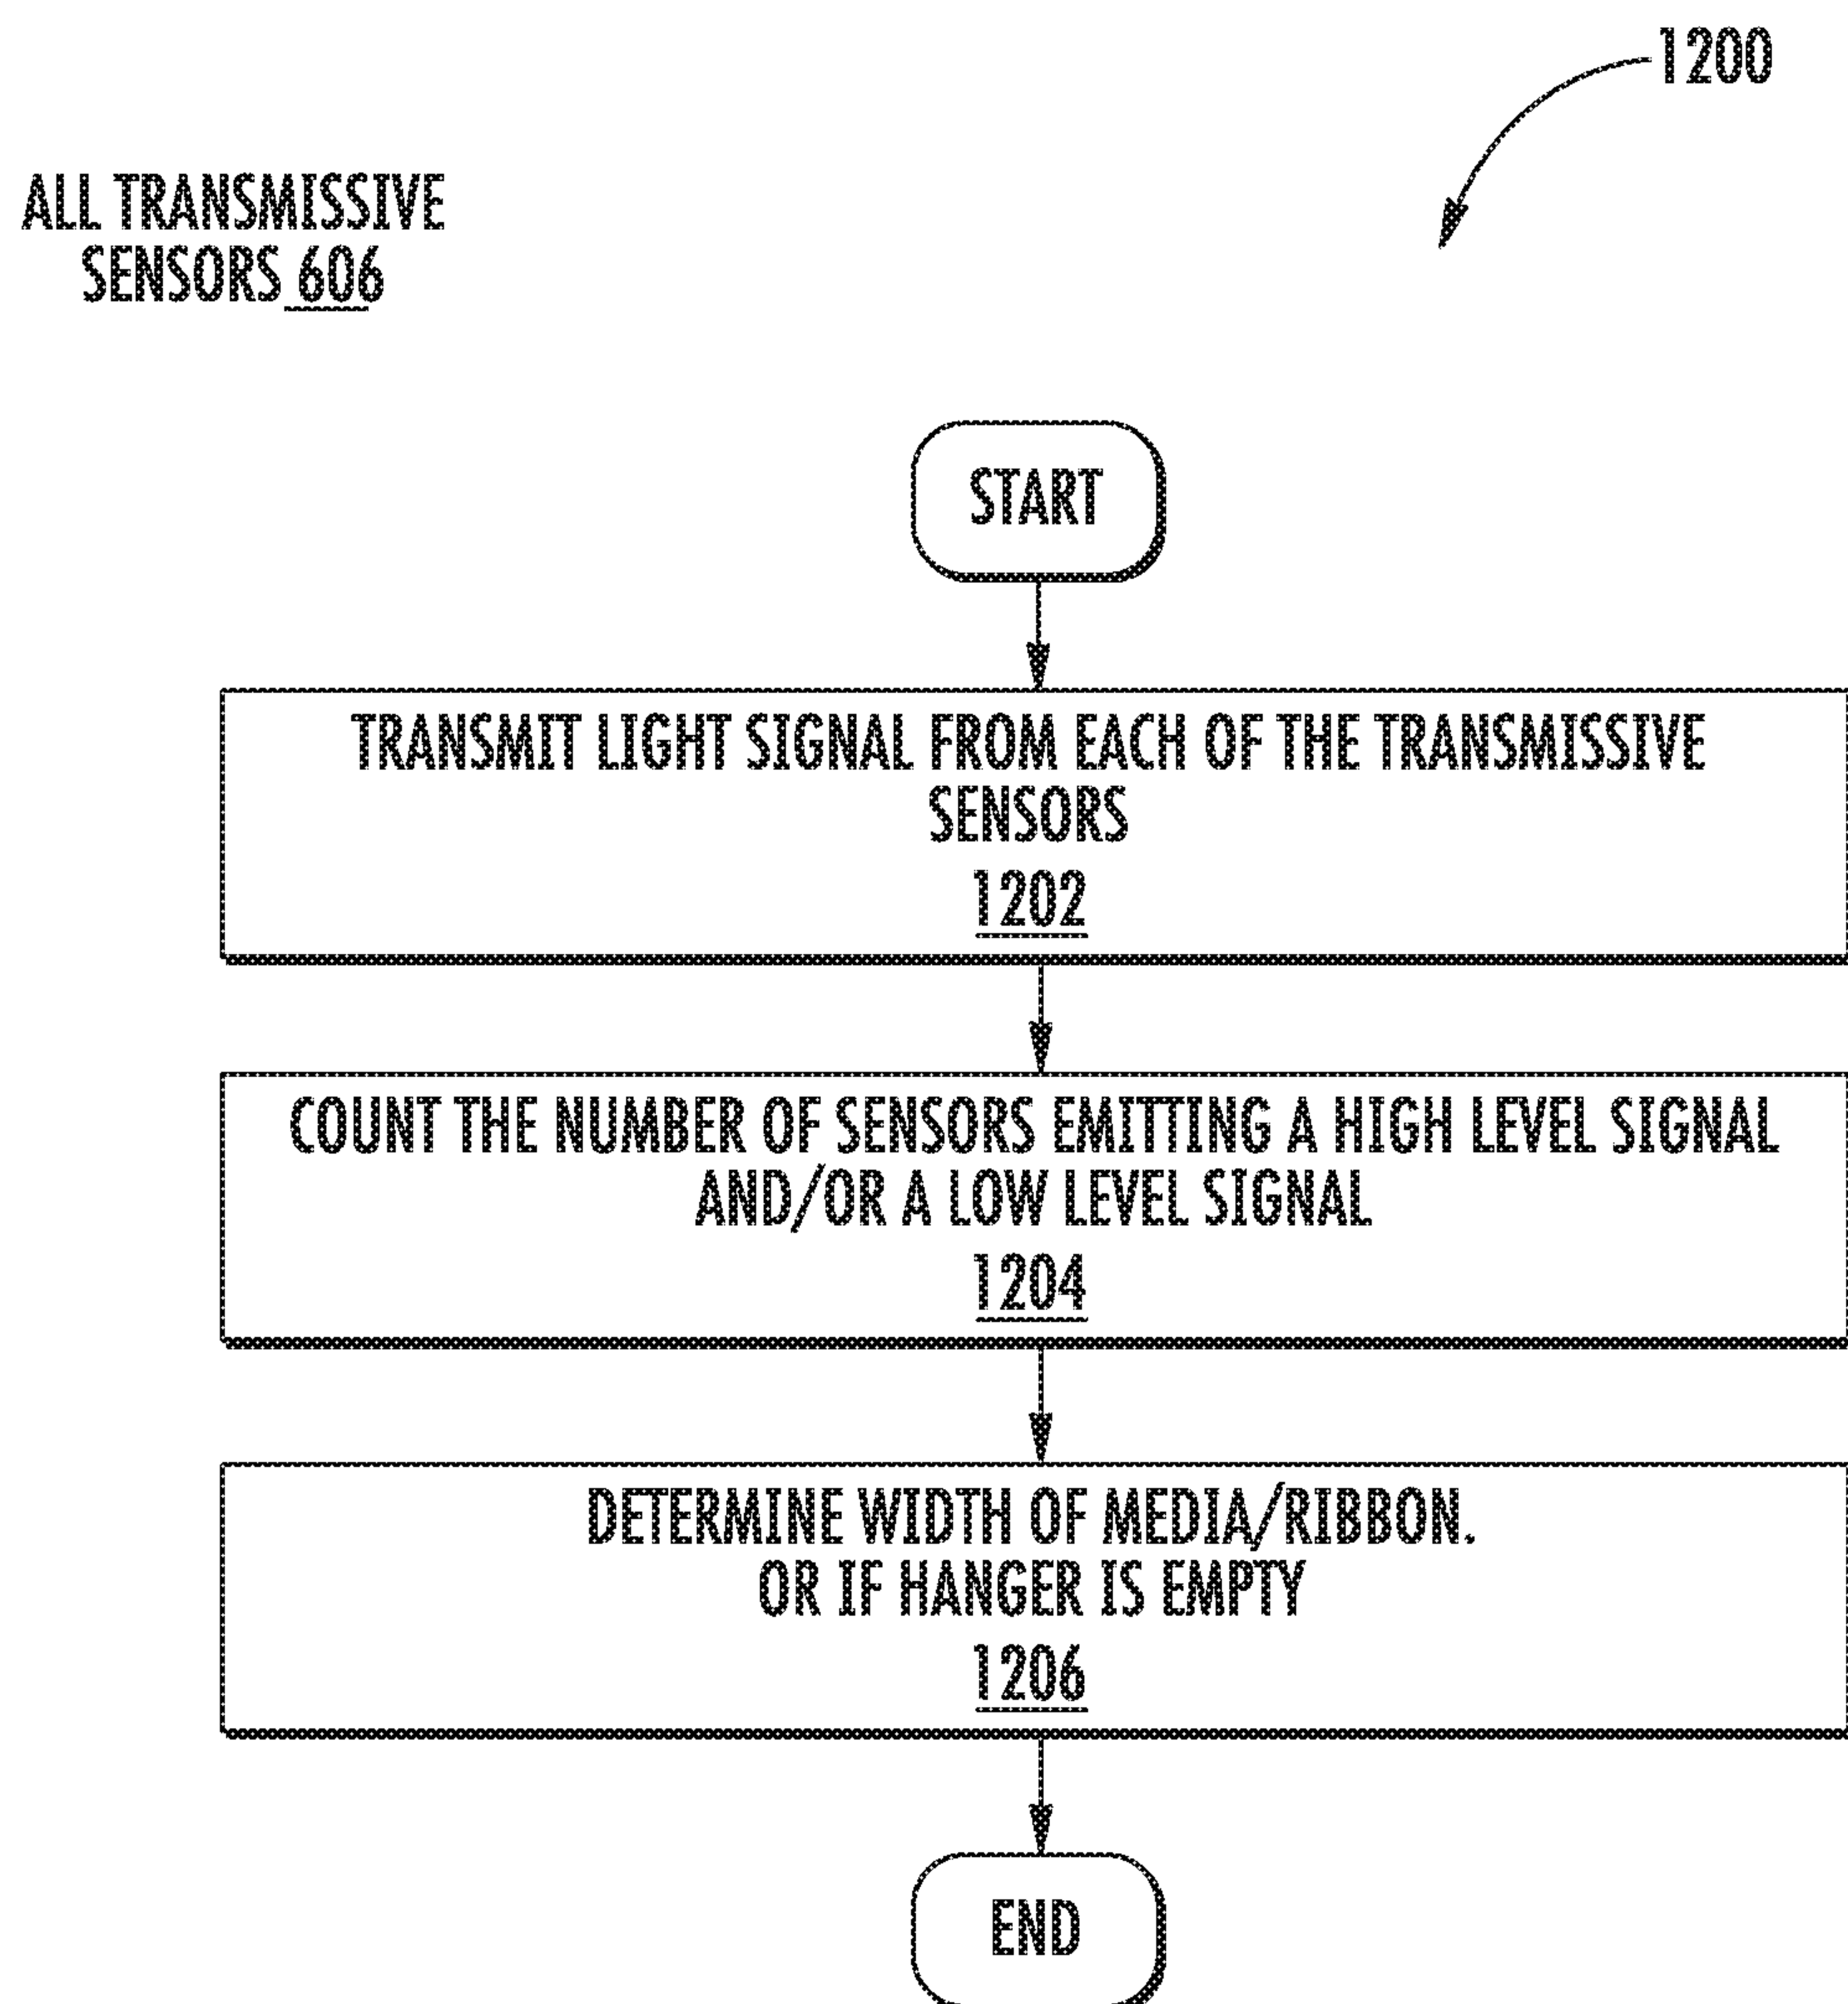 1200
ALL TRANSMISSIVE
SENSORS 606
START
TRANSMIT LIGHT SIGNAL FROM EACH OF THE TRANSMISSIVE
SENSORS
1202
COUNT THE NUMBER OF SENSORS EMITTING A HIGH LEVEL SIGNAL
AND/OR A LOW LEVEL SIGNAL
1204
DETERMINE WIDTH OF MEDIA/RIBBON.
OR IF HANGER IS EMPTY
1206
END